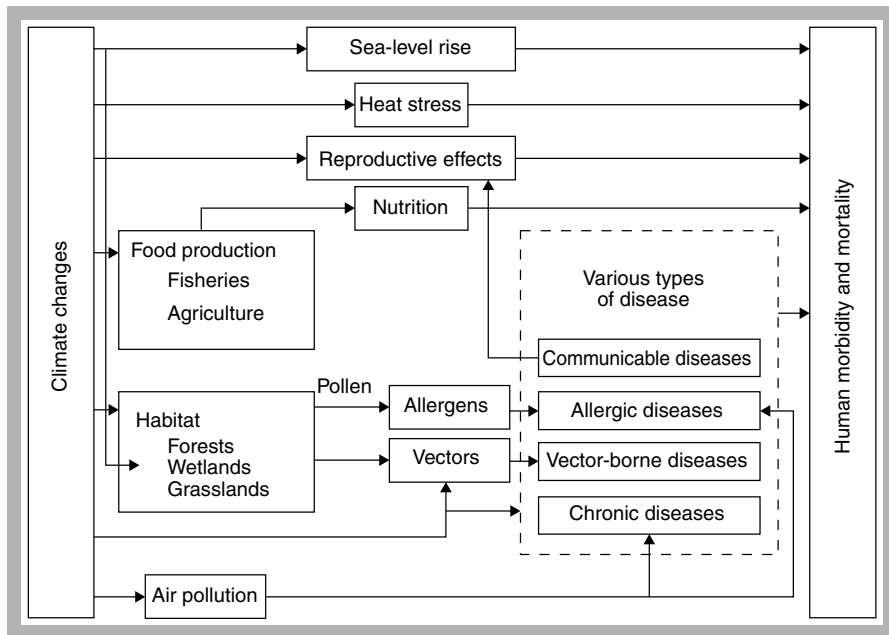 Climate changes
Sea-level rise
Heat stress
Reproductive effects
Nutrition
Food production
Fisheries
Agriculture
Various types
of disease
Communicable diseases
Pollen
Allergens
Allergic diseases
Habitat
Forests
Wetlands
Grasslands
Vectors
Vector-borne diseases
Chronic diseases
Air pollution
Human morbidity and mortality